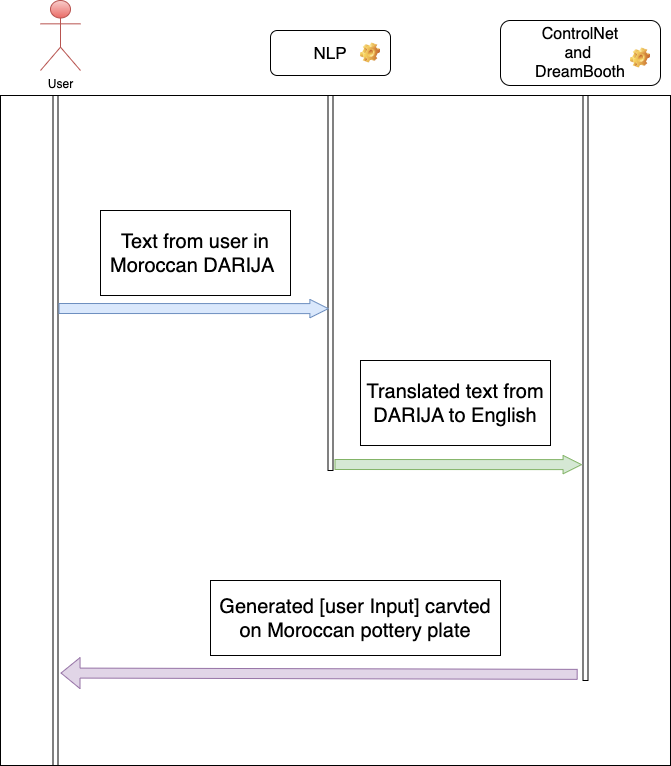 User
NLP
ControlNet
and
DreamBooth
Text from user in
Moroccan DARIJA
Translated text from
DARIJA to English
Generated [user Input] carvted
on Moroccan pottery plate